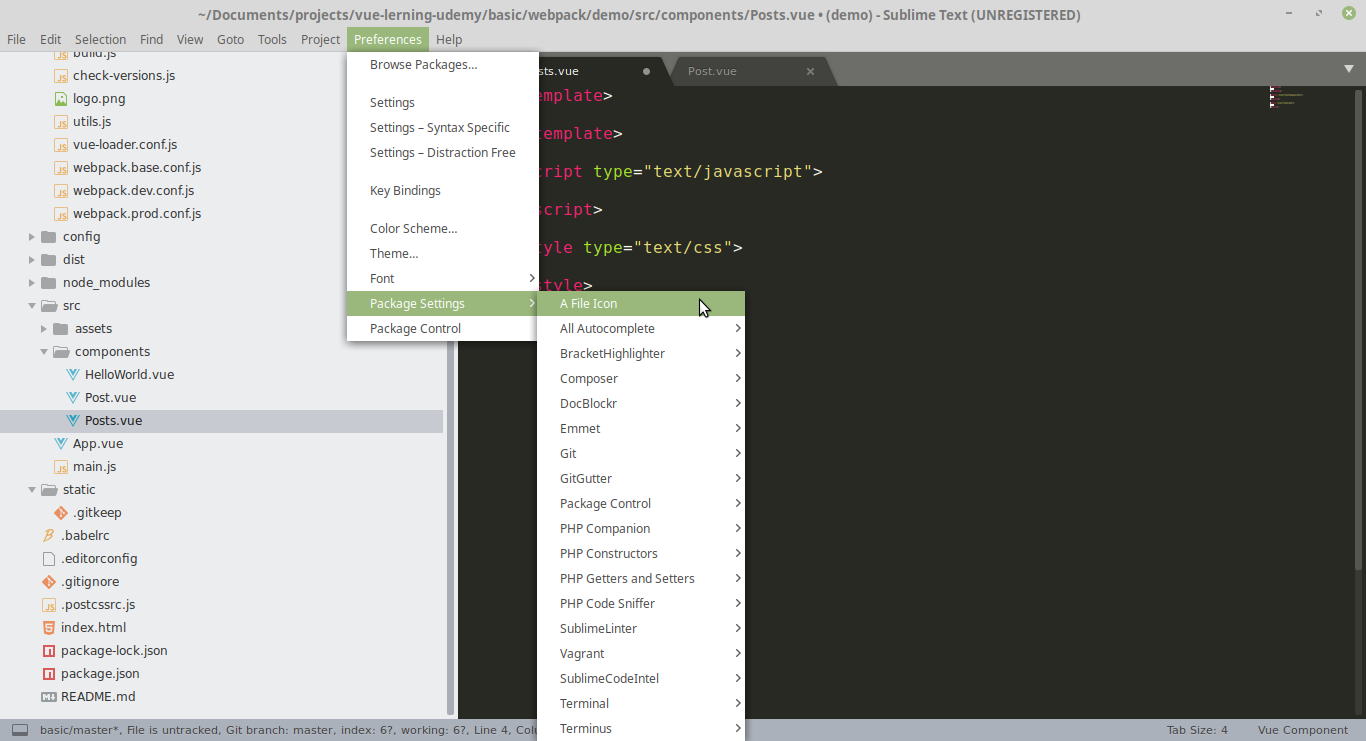 ~/Documents/projects/vue-lerning-udemy/basic/webpack/demo/src/components/Posts.vue • (demo) - Sublime Text (UNREGISTERED)
File Edit Selection Find View Goto Tools Project Preferences Help
build.js
check-versions.js
logo.png
utils.js
vue-loader.conf.js
webpack.base.conf.js
webpack.dev.conf.js
webpack.prod.conf.js
config
dist
node_modules
src
assets
components
HelloWorld.vue
Post.vue
Posts.vue
App.vue
main.js
static
.gitkeep
.babelrc
.editorconfig
.gitignore
.postcssrc.js
index.html
package-lock.json
package.json
README.md
Browse Packages...
Settings
Settings – Syntax Specific
Settings – Distraction Free
Key Bindings
Color Scheme...
Theme...
Font
Package Settings
Package Control
A File Icon
All Autocomplete
BracketHighlighter
Composer
DocBlockr
Emmet
Git
GitGutter
Package Control
PHP Companion
PHP Constructors
PHP Getters and Setters
PHP Code Sniffer
SublimeLinter
Vagrant
SublimeCodeIntel
Terminal
Terminus
sts.vue
Post.vue
emplate>
template>
cript type="text/javascript">
script>
tyle type="text/css">
style>
basic/master*, File is untracked, Git branch: master, index: 6?, working: 6?, Line 4, Colu
Tab Size: 4
Vue Component